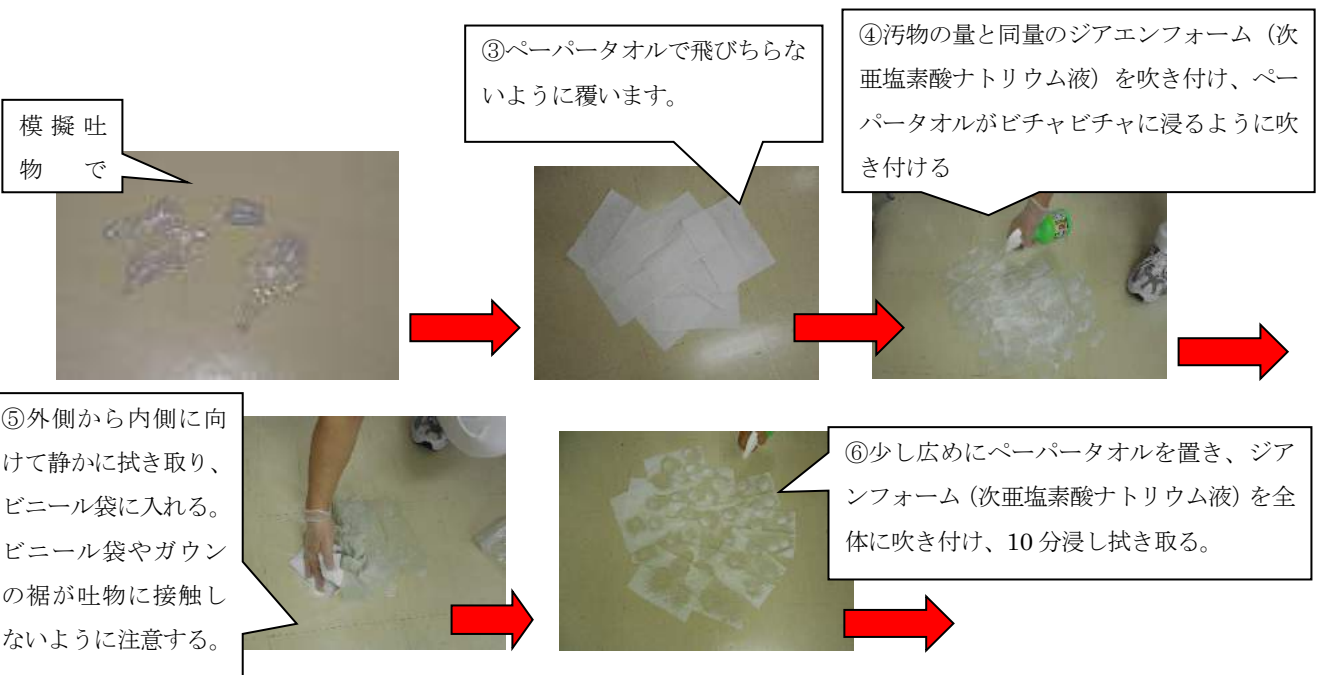 模擬吐
物で
③ペーパータオルで飛びちらな
いように覆います。
④汚物の量と同量のジアエンフォーム（次
亜塩素酸ナトリウム液）を吹き付け、ペー
パータオルがビチャビチャに浸るように吹
き付ける
⑤外側から内側に向
けて静かに拭き取り、
ビニール袋に入れる。
ビニール袋やガウン
の裾が吐物に接触し
ないように注意する。
⑥少し広めにペーパータオルを置き、ジア
ンフォーム（次亜塩素酸ナトリウム液）を全
体に吹き付け、10 分浸し拭き取る。